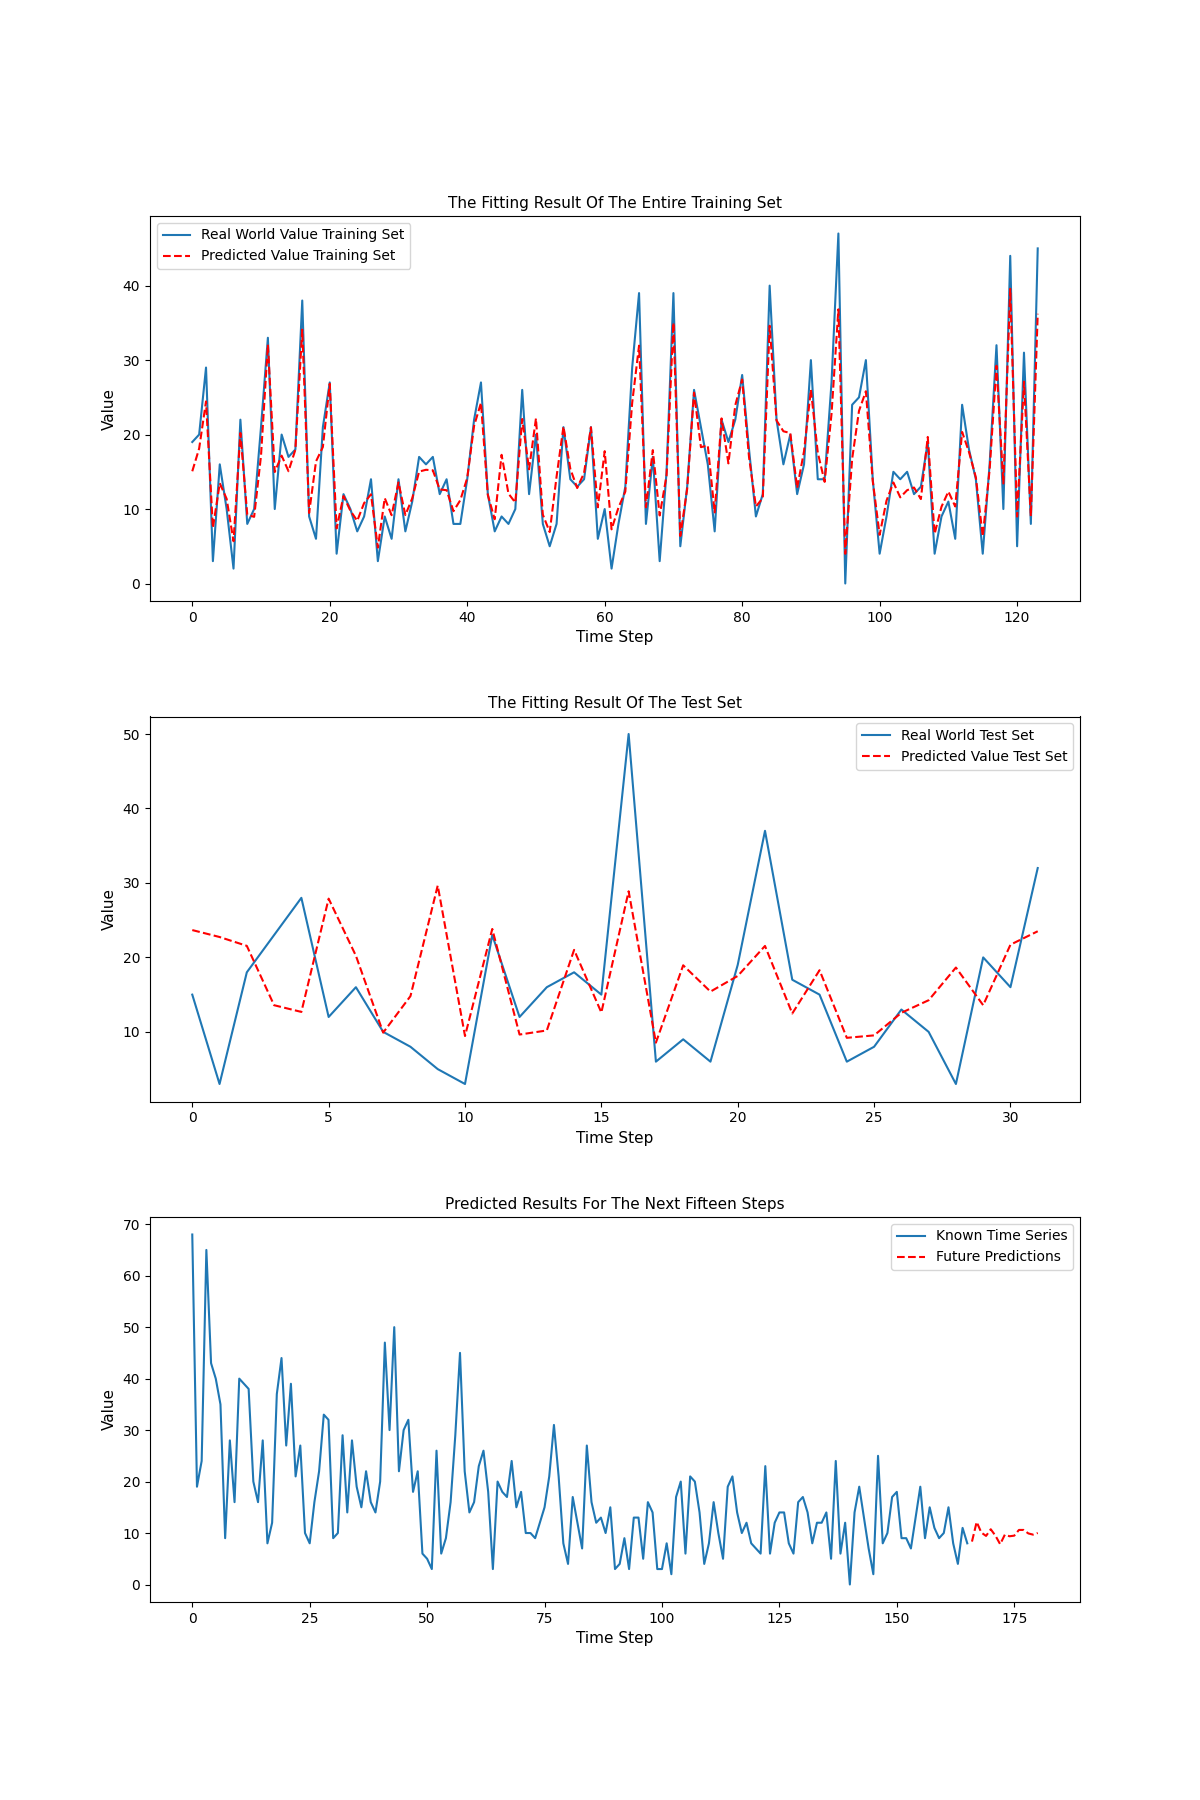 The Fitting Result Of The Entire Training Set
Real World Value Training Set
Predicted Value Training Set
Value
40
30
20
10
0
0 20 40 60 80 100 120
Time Step
The Fitting Result Of The Test Set
Real World Test Set
Predicted Value Test Set
Value
50
40
30
20
10
0 5 10 15 20 25 30
Time Step
Predicted Results For The Next Fifteen Steps
Known Time Series
Future Predictions
Value
70
60
50
40
30
20
10
0
0 25 50 75 100 125 150 175
Time Step